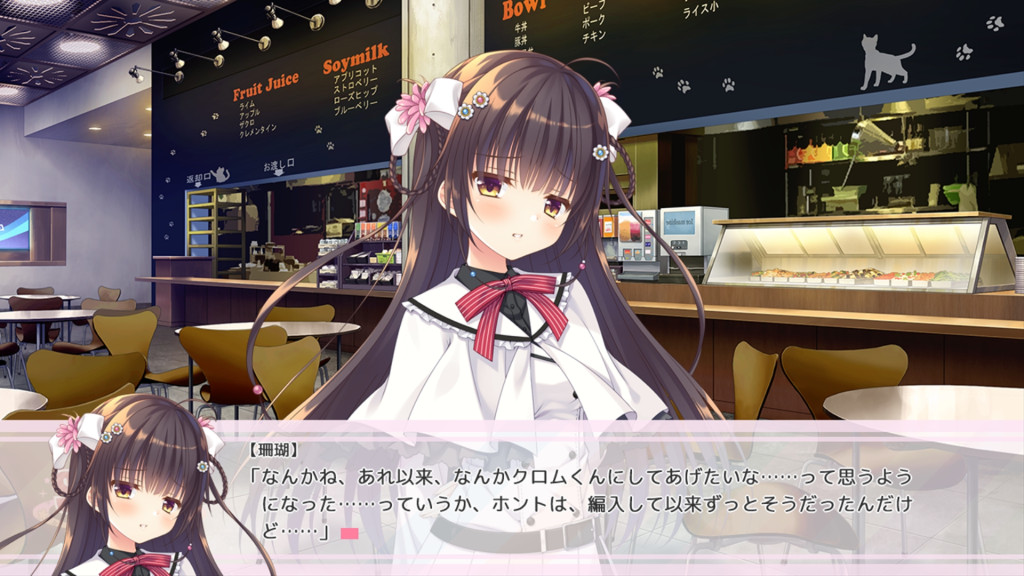 Bowl
牛丼
豚丼
ビーフ
ポーク
チキン
ライス小
Fruit Juice
ライム
アップル
ザクロ
クレメンタイン
Soymilk
アプリコット
ストロベリー
ローズヒップ
ブルーベリー
返却口
お渡し口
【珊瑚】
「なんかね、あれ以来、なんかクロムくんにしてあげたいな……って思うよう
になった……っていうか、ホントは、編入して以来ずっとそうだったんだけ
ど……」